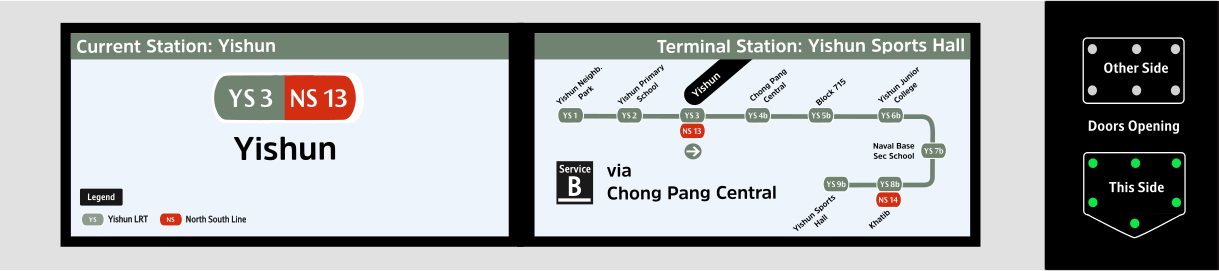 Current Station: Yishun
YS 3 NS 13
Yishun
Legend
YS Yishun LRT NS North South Line
Terminal Station: Yishun Sports Hall
Yishun Neighb.
Park
Yishun Primary
School
Yishun
Chong Pang
Central
Block 715
Yishun Junior
College
YS 1
YS 2
YS 3
NS 13
YS 4b
YS 5b
YS 6b
Naval Base
Sec School
YS 7b
Service
B
via
Chong Pang Central
YS 9b
YS 8b
NS 14
Yishun Sports
Hall
Khatib
Other Side
Doors Opening
This Side